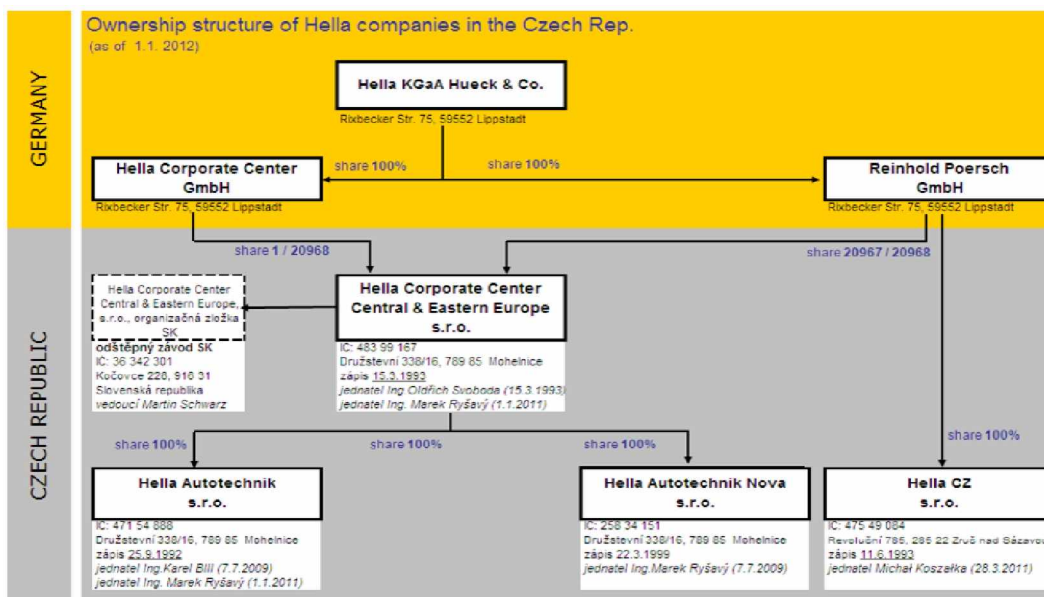 Ownership structure of Hella companies in the Czech Rep.
(as of 1.1. 2012)
GERMANY
Hella KGaA Hueck & Co.
Rixbecker Str. 75, 59552 Lippstadt
share 100%
share 100%
Hella Corporate Center
GmbH
Rixbecker Str. 75, 59552 Lippstadt
Reinhold Poersch
GmbH
Rixbecker Str. 75, 59552 Lippstadt
CZECH REPUBLIC
share 1 / 20968
share 20967 / 20968
Hella Corporate Center
Central & Eastern Europe,
s.r.o., organizačná zložka
SK
odštěpný závod SK
IC: 36 342 301
Kočovce 228, 916 31
Slovenská republika
vedoucí Martin Schwarz
Hella Corporate Center
Central & Eastern Europe
s.r.o.
IC: 483 99 167
Družstevní 338/16, 789 85 Mohelnice
zápis 15.3.1993
jednatel Ing Oldřich Svoboda (15.3.1993)
jednatel Ing. Marek Ryšavý (1.1.2011)
share 100%
share 100%
share 100%
share 100%
Hella Autotechnik
s.r.o.
IC: 471 54 888
Družstevní 338/16, 789 85 Mohelnice
zápis 25.9.1992
jednatel Ing.Karel Bill (7.7.2009)
jednatel Ing. Marek Ryšavý (1.1.2011)
Hella Autotechnik Nova
s.r.o.
IC: 258 34 151
Družstevní 338/16, 789 85 Mohelnice
zápis 22.3.1999
jednatel Ing.Marek Ryšavý (7.7.2009)
Hella CZ
s.r.o.
IC: 475 49 084
Revoluční 785, 285 22 Zruč nad Sázavou
zápis 11.6.1993
jednatel Michal Koszałka (28.3.2011)